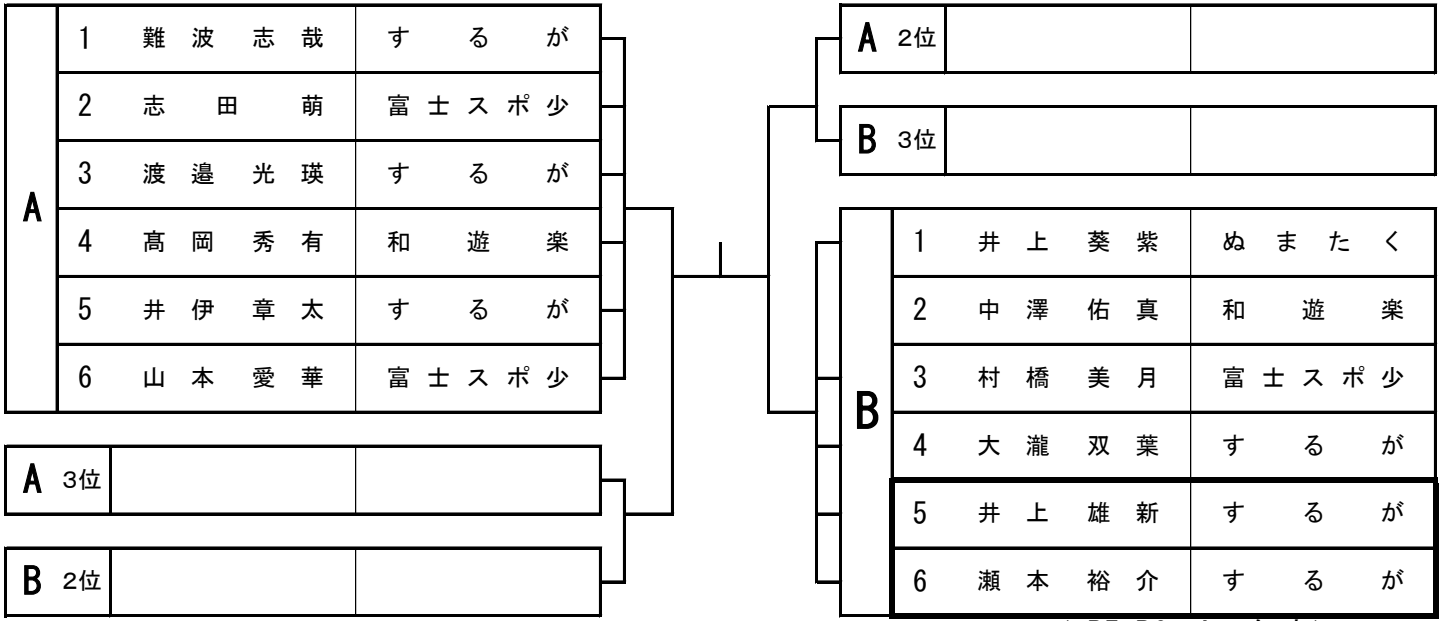 A
1 難波志哉 するが
2 志田萌 富士スポ少
3 渡邉光瑛 するが
4 髙岡秀有 和遊楽
5 井伊章太 するが
6 山本愛華 富士スポ少
A 3位
B 2位
A 2位
B 3位
B
1 井上葵紫 ぬまたく
2 中澤佑真 和遊楽
3 村橋美月 富士スポ少
4 大瀧双葉 するが
5 井上雄新 するが
6 瀬本裕介 するが